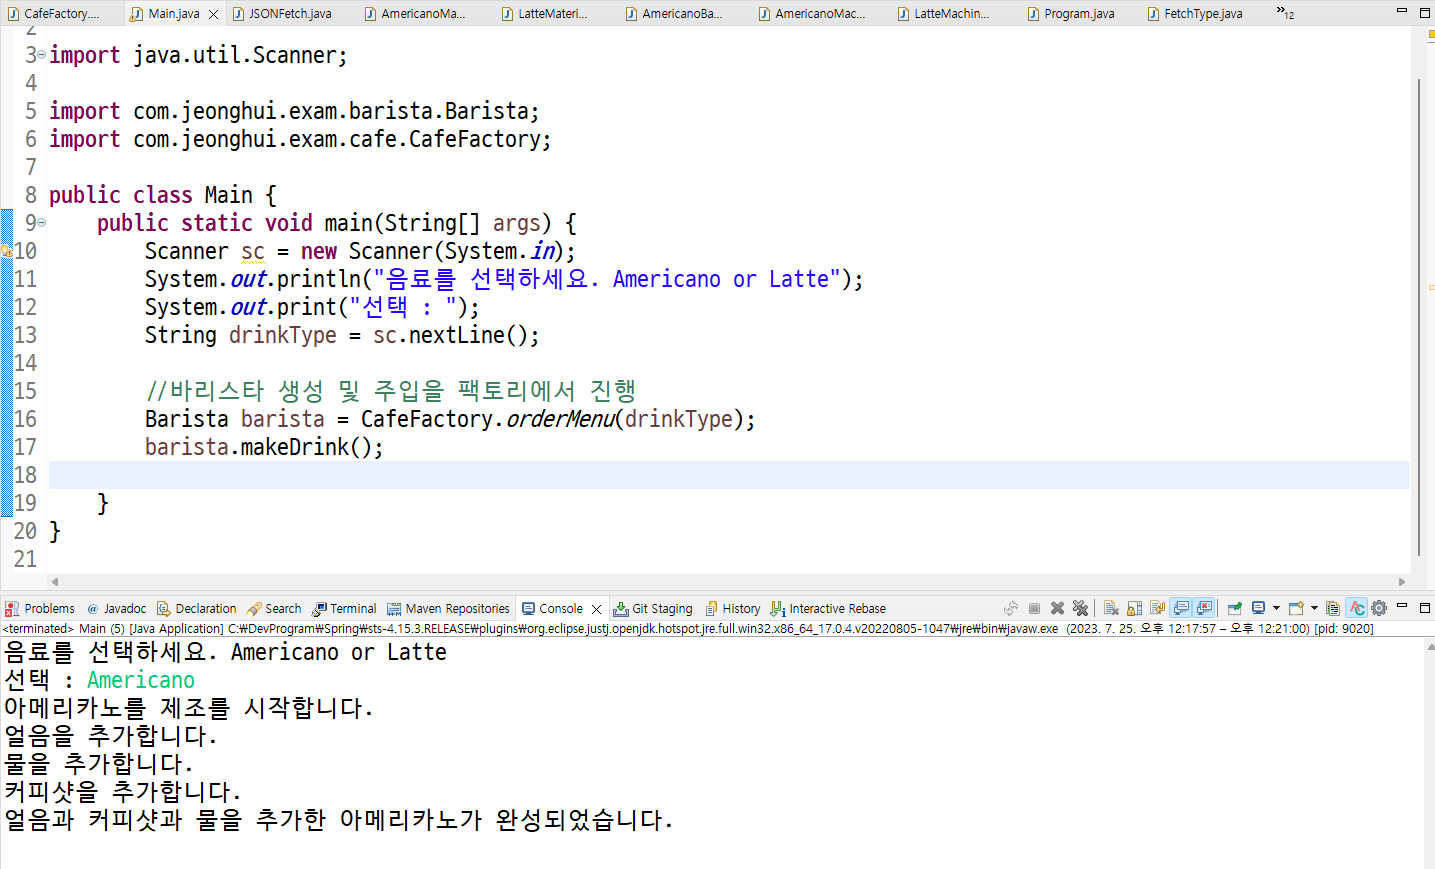 CafeFactory.... Main.java JSONFetch.java AmericanoMa... LatteMateri... AmericanoBa... AmericanoMac... LatteMachin... Program.java FetchType.java »12
2
3 import java.util.Scanner;
4
5 import com.jeonghui.exam.barista.Barista;
6 import com.jeonghui.exam.cafe.CafeFactory;
7
8 public class Main {
9 public static void main(String[] args) {
10 Scanner sc = new Scanner(System.in);
11 System.out.println("음료를 선택하세요. Americano or Latte");
12 System.out.print("선택 : ");
13 String drinkType = sc.nextLine();
14
15 //바리스타 생성 및 주입을 팩토리에서 진행
16 Barista barista = CafeFactory.orderMenu(drinkType);
17 barista.makeDrink();
18
19 }
20 }
21
Problems @ Javadoc Declaration Search Terminal Maven Repositories Console Git Staging History Interactive Rebase
<terminated> Main (5) [Java Application] C:₩DevProgram₩Spring₩sts-4.15.3.RELEASE₩plugins₩org.eclipse.justj.openjdk.hotspot.jre.full.win32.x86_64_17.0.4.v20220805-1047₩jre₩bin₩javaw.exe (2023. 7. 25. 오후 12:17:57 – 오후 12:21:00) [pid: 9020]
음료를 선택하세요. Americano or Latte
선택 : Americano
아메리카노를 제조를 시작합니다.
얼음을 추가합니다.
물을 추가합니다.
커피샷을 추가합니다.
얼음과 커피샷과 물을 추가한 아메리카노가 완성되었습니다.